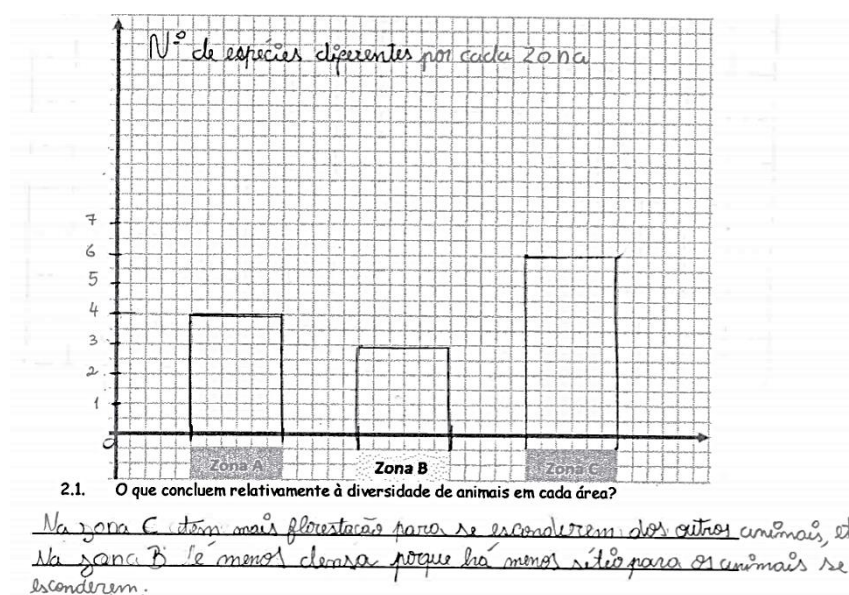 Nº de espécies diferentes por cada zona
7
6
5
4
3
2
1
0
Zona A Zona B Zona C
2.1. O que concluem relativamente à diversidade de animais em cada área?
Na zona C têm mais florestação para se esconderem dos outros animais, e
Na zona B é menos densa porque há menos sítio para os animais se
esconderem.